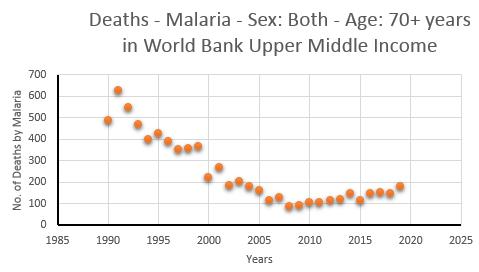 Deaths - Malaria - Sex: Both - Age: 70+ years
in World Bank Upper Middle Income
No. of Deaths by Malaria
700
600
500
400
300
200
100
0
1985 1990 1995 2000 2005 2010 2015 2020 2025
Years